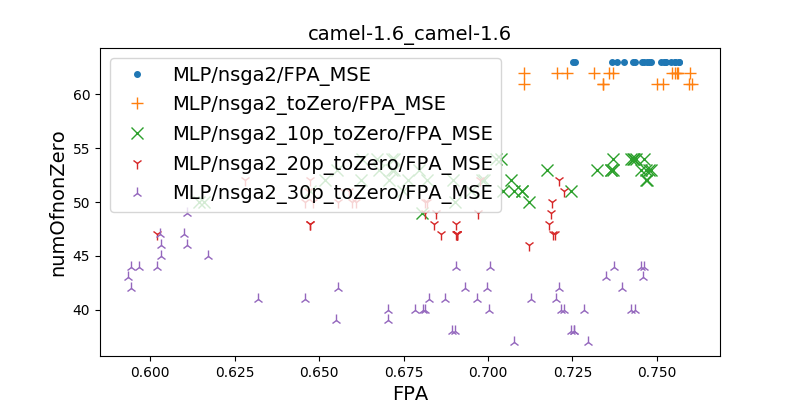 camel-1.6_camel-1.6
MLP/nsga2/FPA_MSE
MLP/nsga2_toZero/FPA_MSE
MLP/nsga2_10p_toZero/FPA_MSE
MLP/nsga2_20p_toZero/FPA_MSE
MLP/nsga2_30p_toZero/FPA_MSE
numOfnonZero
60
55
50
45
40
0.600 0.625 0.650 0.675 0.700 0.725 0.750
FPA